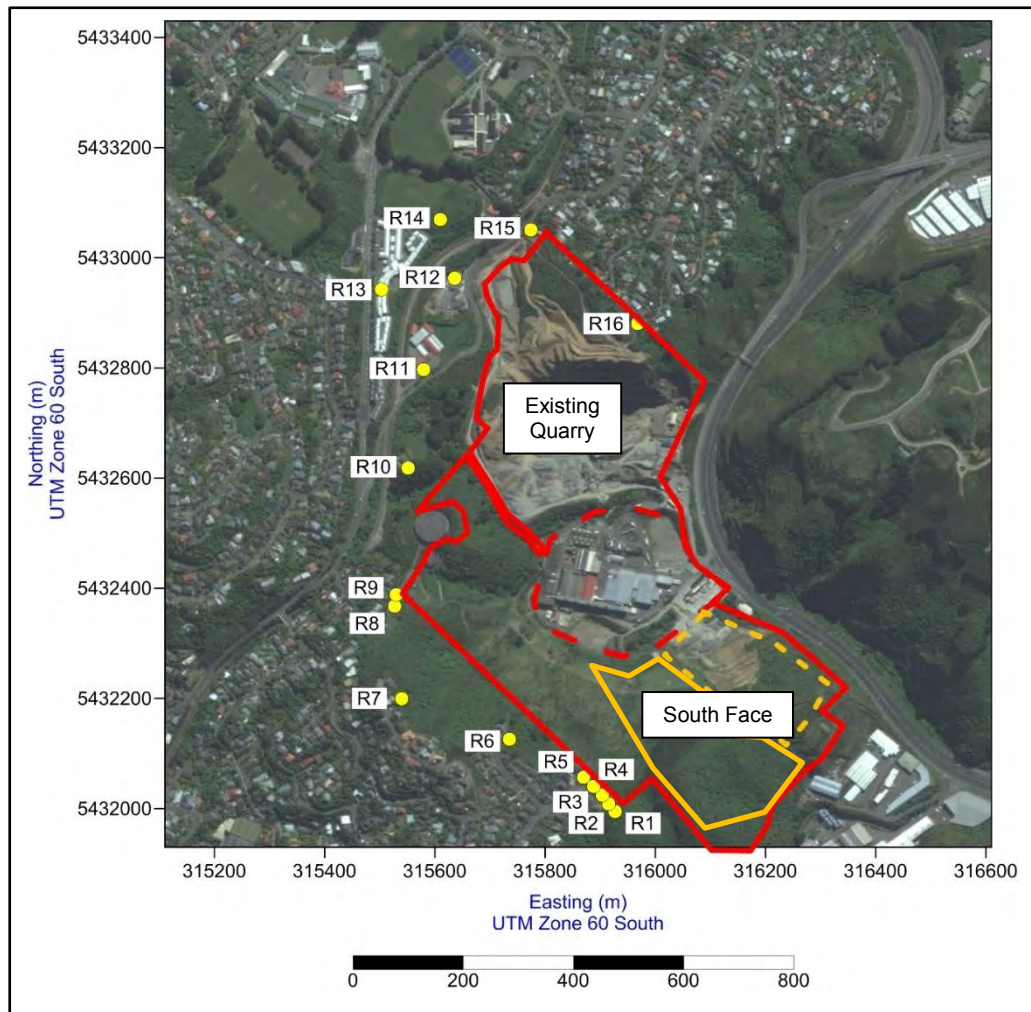 5433400
5433200
5433000
5432800
5432600
5432400
5432200
5432000
Northing (m)
UTM Zone 60 South
R14
R15
R12
R13
R16
R11
Existing
Quarry
R10
R9
R8
R7
South Face
R6
R5
R4
R3
R2
R1
315200
315400
315600
315800
316000
316200
316400
316600
Easting (m)
UTM Zone 60 South
0
200
400
600
800